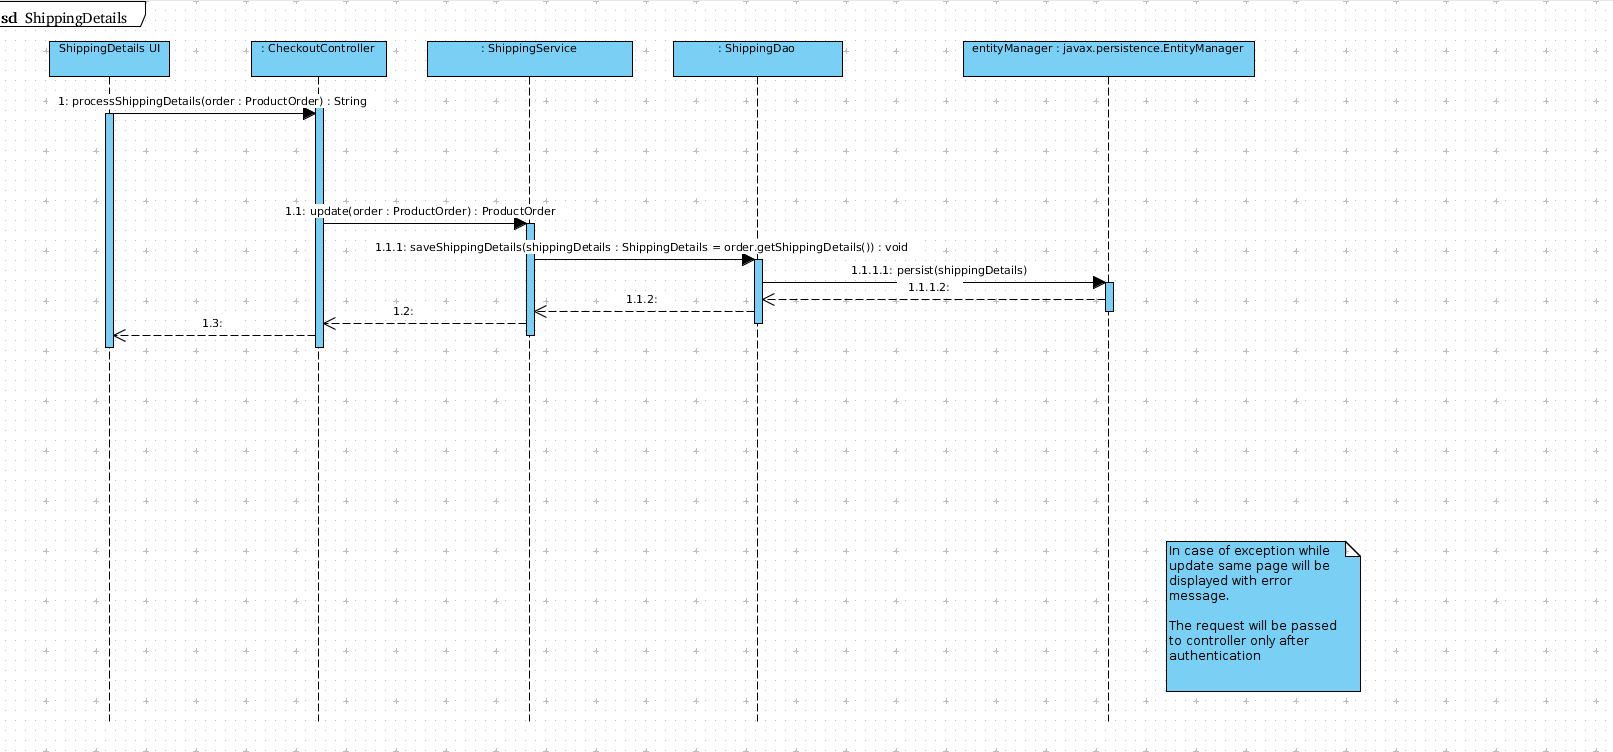 sd ShippingDetails
ShippingDetails UI
: CheckoutController
: ShippingService
: ShippingDao
entityManager : javax.persistence.EntityManager
1: processShippingDetails(order : ProductOrder) : String
1.1: update(order : ProductOrder) : ProductOrder
1.1.1: saveShippingDetails(shippingDetails : ShippingDetails = order.getShippingDetails()) : void
1.1.1.1: persist(shippingDetails)
1.1.1.2:
1.1.2:
1.2:
1.3:
In case of exception while
update same page will be
displayed with error
message.
The request will be passed
to controller only after
authentication